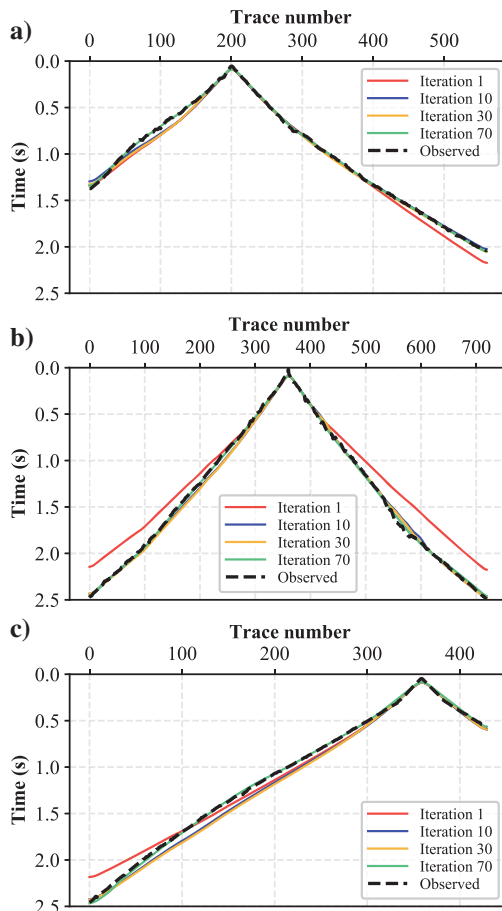 a)
Trace number
0 100 200 300 400 500
Time (s)
0.0
0.5
1.0
1.5
2.0
2.5
Iteration 1
Iteration 10
Iteration 30
Iteration 70
Observed
b)
Trace number
0 100 200 300 400 500 600 700
Time (s)
0.0
0.5
1.0
1.5
2.0
2.5
Iteration 1
Iteration 10
Iteration 30
Iteration 70
Observed
c)
Trace number
0 100 200 300 400
Time (s)
0.0
0.5
1.0
1.5
2.0
2.5
Iteration 1
Iteration 10
Iteration 30
Iteration 70
Observed